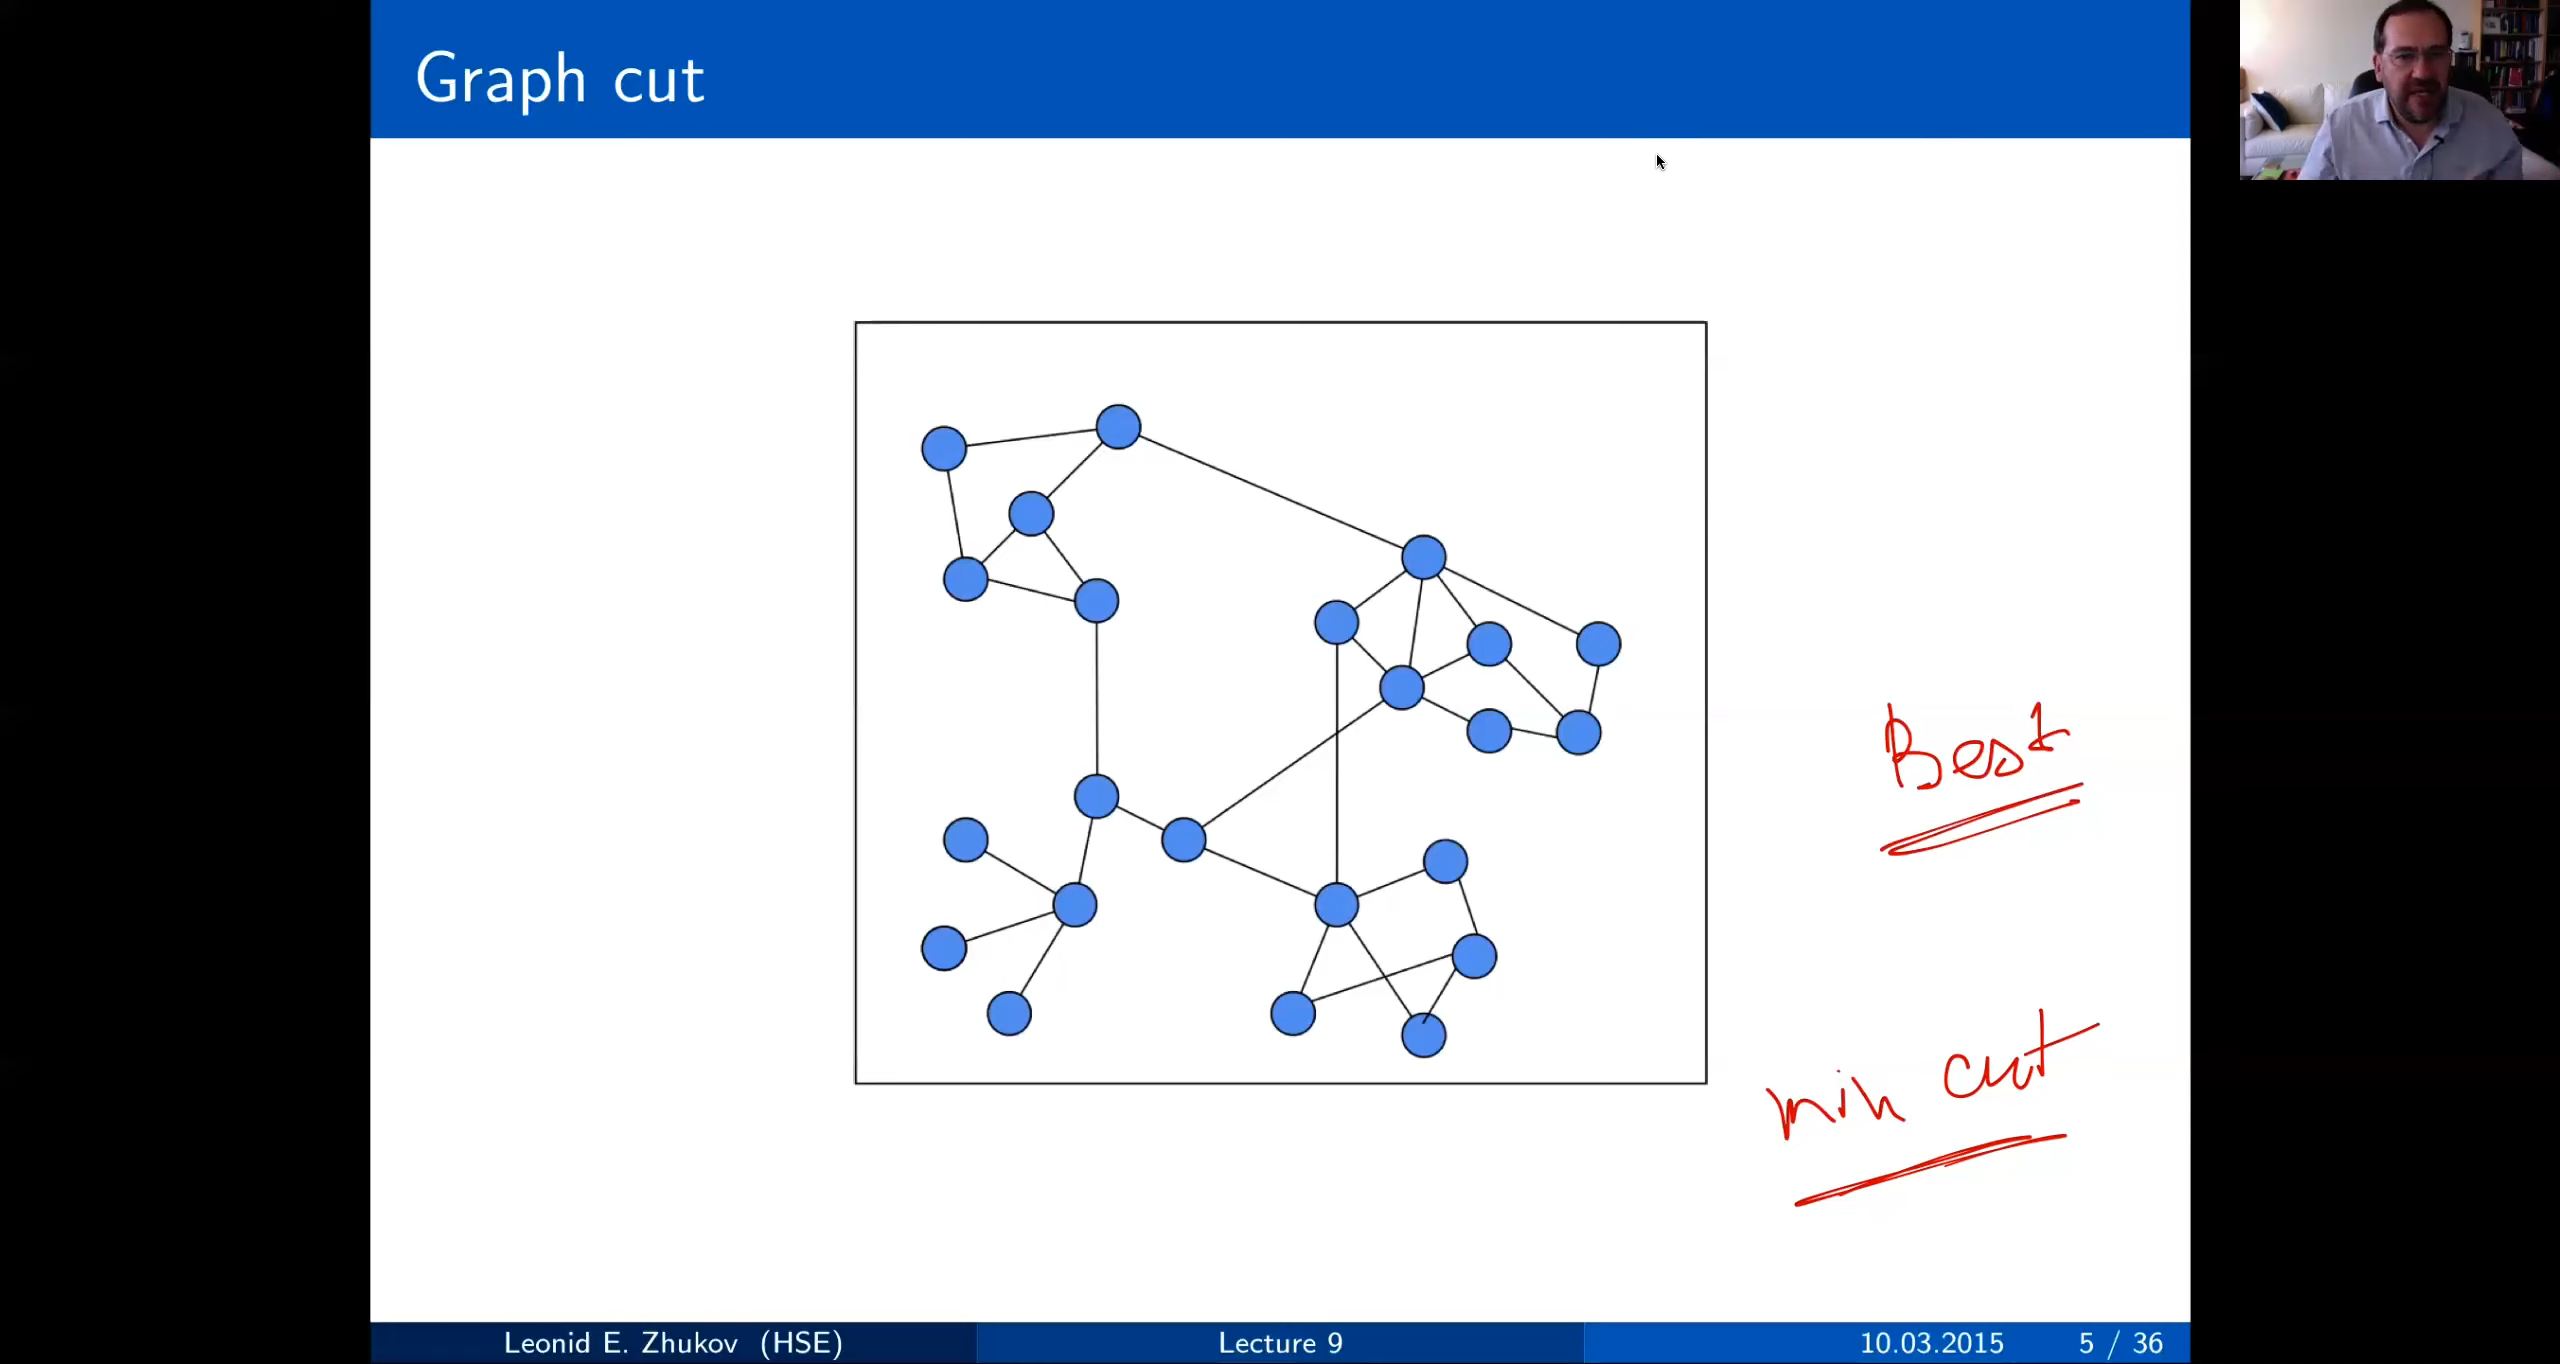 Graph cut
Best
min cut
Leonid E. Zhukov (HSE)
Lecture 9
10.03.2015
5 / 36